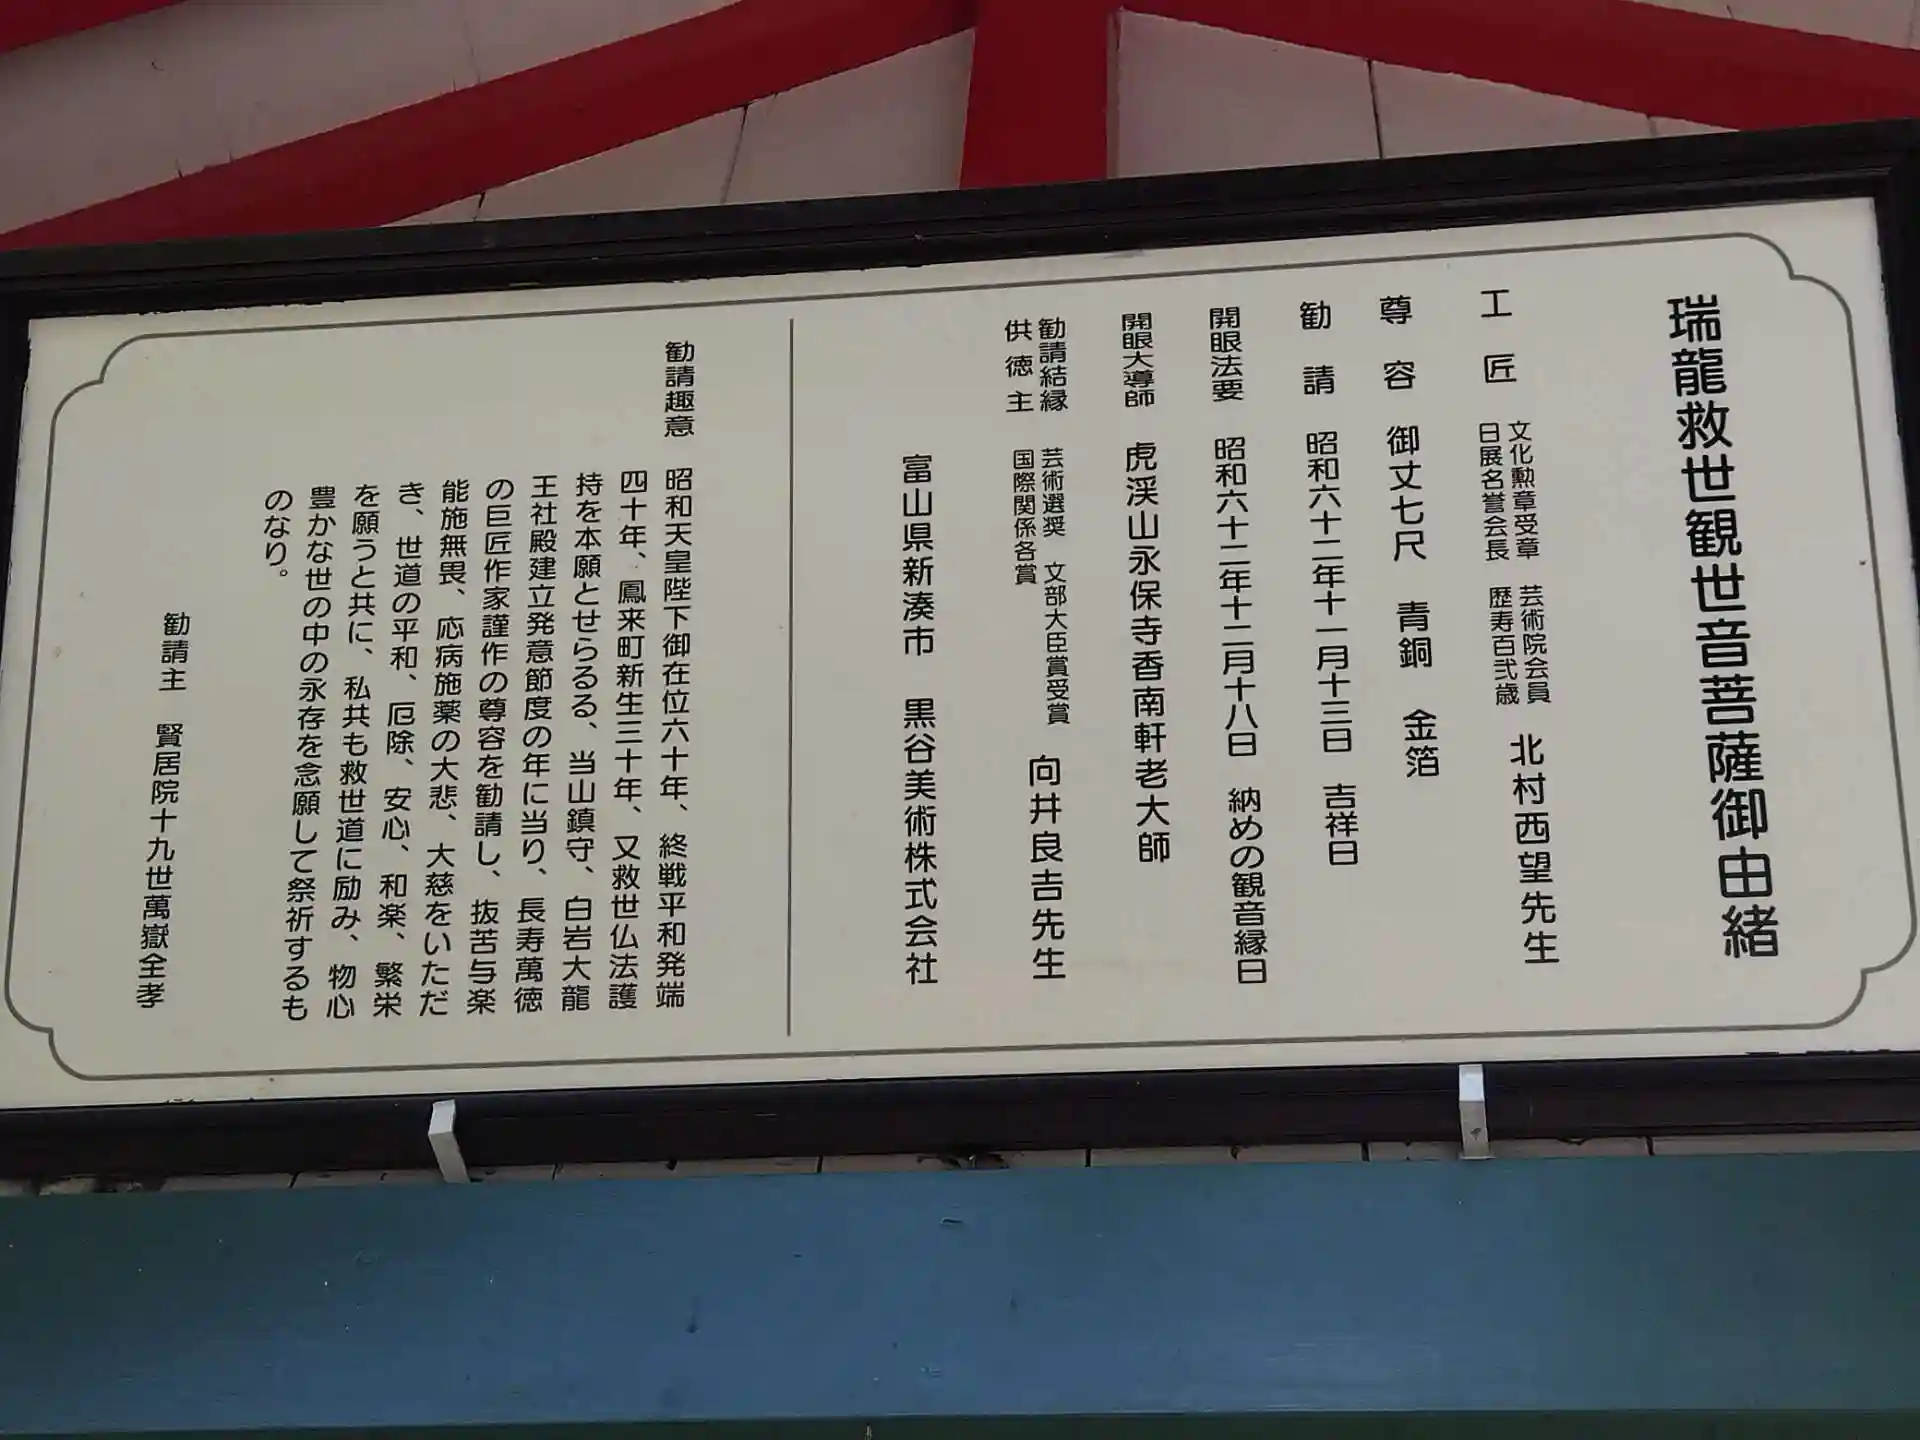 瑞龍救世観世音菩薩御由緒
工匠 文化勲章受章 芸術院会員
日展名誉会長 歴寿百弐歳 北村西望先生
尊容 御丈七尺 青銅 金箔
勧請 昭和六十二年十一月十三日 吉祥日
開眼法要 昭和六十二年十二月十八日 納めの観音縁日
開眼大導師 虎渓山永保寺香南軒老大師
勧請結縁 芸術選奨 文部大臣賞受賞
供徳主 国際関係各賞 向井良吉先生
富山県新湊市 黒谷美術株式会社
勧請趣意 昭和天皇陛下御在位六十年、終戦平和発端
四十年、鳳来町新生三十年、又救世仏法護
持を本願とせらるる、当山鎮守、白岩大龍
王社殿建立発意節度の年に当り、長寿萬徳
の巨匠作家謹作の尊容を勧請し、抜苦与楽
能施無畏、応病施薬の大悲、大慈をいただ
き、世道の平和、厄除、安心、和楽、繁栄
を願うと共に、私共も救世道に励み、物心
豊かな世の中の永存を念願して祭祈するも
のなり。
勧請主 賢居院十九世萬嶽全孝